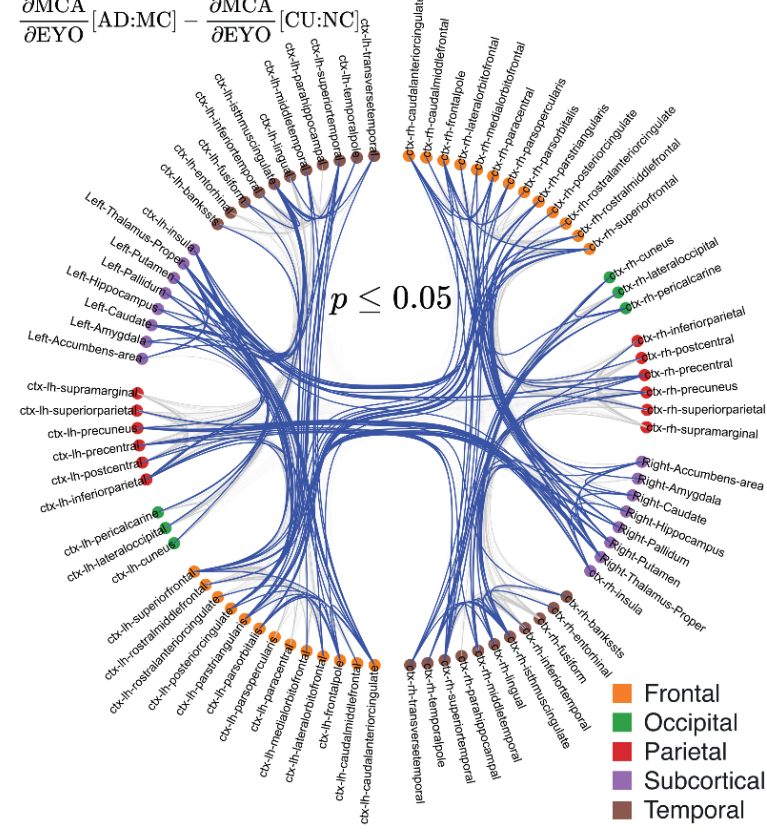 ∂MCA/∂EYO [AD:MC] − ∂MCA/∂EYO [CU:NC]
p ≤ 0.05
ctx-lh-transversetemporal
ctx-lh-temporalpole
ctx-lh-superiortemporal
ctx-lh-parahippocampal
ctx-lh-middletemporal
ctx-lh-lingual
ctx-lh-isthmuscingulate
ctx-lh-inferiortemporal
ctx-lh-fusiform
ctx-lh-entorhinal
ctx-lh-bankssts
ctx-lh-insula
Left-Thalamus-Proper
Left-Putamen
Left-Pallidum
Left-Hippocampus
Left-Caudate
Left-Amygdala
Left-Accumbens-area
ctx-lh-supramarginal
ctx-lh-superiorparietal
ctx-lh-precuneus
ctx-lh-precentral
ctx-lh-postcentral
ctx-lh-inferiorparietal
ctx-lh-pericalcarine
ctx-lh-lateraloccipital
ctx-lh-cuneus
ctx-lh-superiorfrontal
ctx-lh-rostralmiddlefrontal
ctx-lh-rostralanteriorcingulate
ctx-lh-posteriorcingulate
ctx-lh-parstriangularis
ctx-lh-parsorbitalis
ctx-lh-parsopercularis
ctx-lh-paracentral
ctx-lh-medialorbitofrontal
ctx-lh-lateralorbitofrontal
ctx-lh-frontalpole
ctx-lh-caudalmiddlefrontal
ctx-lh-caudalanteriorcingulate
ctx-rh-caudalanteriorcingulate
ctx-rh-caudalmiddlefrontal
ctx-rh-frontalpole
ctx-rh-lateralorbitofrontal
ctx-rh-medialorbitofrontal
ctx-rh-paracentral
ctx-rh-parsopercularis
ctx-rh-parsorbitalis
ctx-rh-parstriangularis
ctx-rh-posteriorcingulate
ctx-rh-rostralanteriorcingulate
ctx-rh-rostralmiddlefrontal
ctx-rh-superiorfrontal
ctx-rh-cuneus
ctx-rh-lateraloccipital
ctx-rh-pericalcarine
ctx-rh-inferiorparietal
ctx-rh-postcentral
ctx-rh-precentral
ctx-rh-precuneus
ctx-rh-superiorparietal
ctx-rh-supramarginal
Right-Accumbens-area
Right-Amygdala
Right-Caudate
Right-Hippocampus
Right-Pallidum
Right-Putamen
Right-Thalamus-Proper
ctx-rh-insula
ctx-rh-bankssts
ctx-rh-entorhinal
ctx-rh-fusiform
ctx-rh-inferiortemporal
ctx-rh-isthmuscingulate
ctx-rh-lingual
ctx-rh-middletemporal
ctx-rh-parahippocampal
ctx-rh-superiortemporal
ctx-rh-temporalpole
ctx-rh-transversetemporal
Frontal
Occipital
Parietal
Subcortical
Temporal